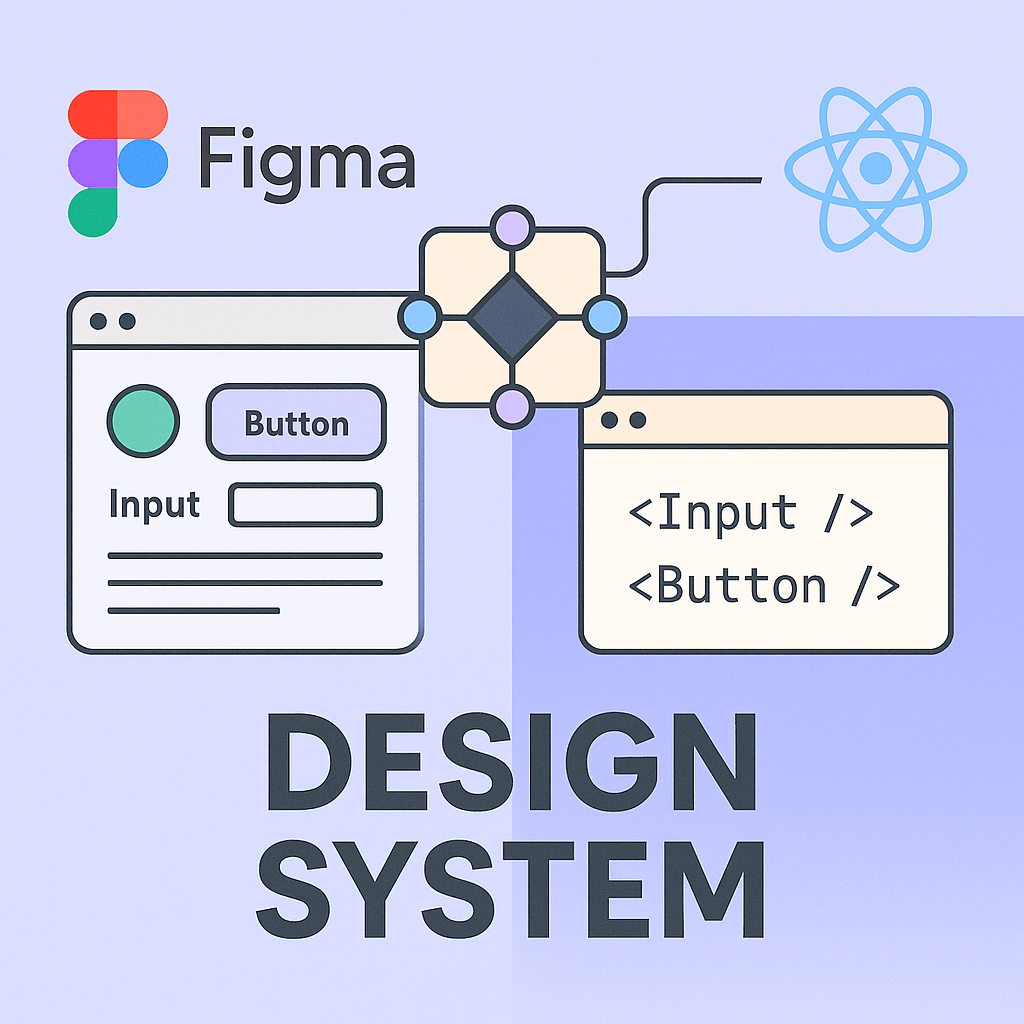 Figma
Button
Input
<Input />
<Button />
DESIGN
SYSTEM